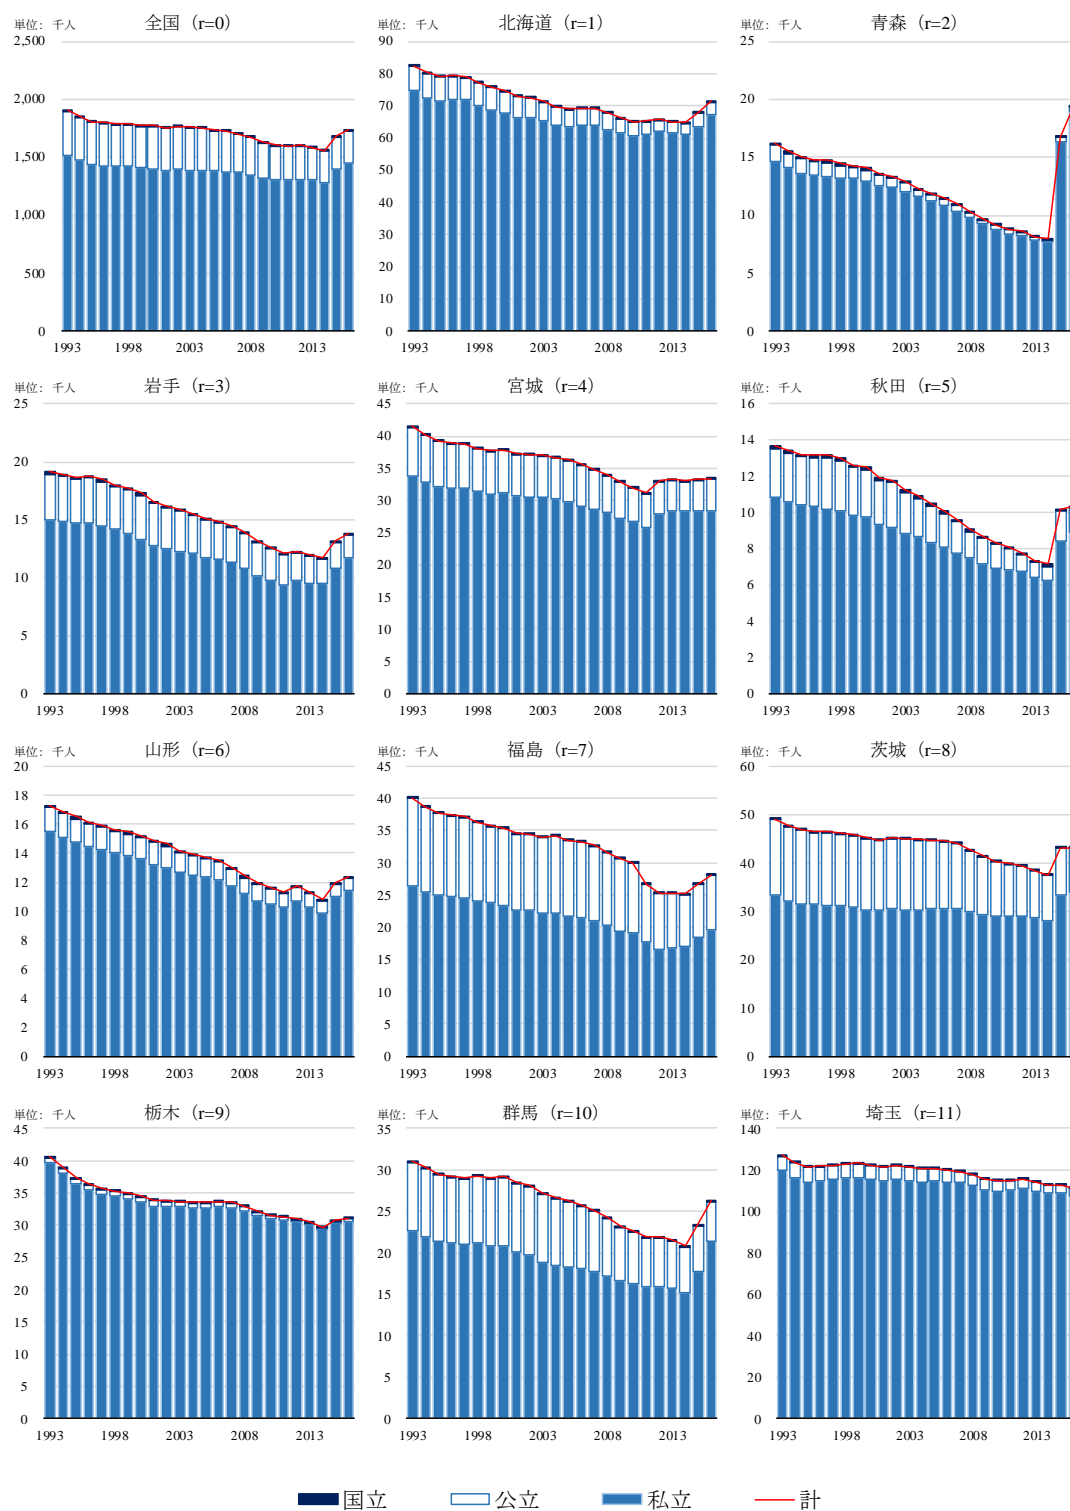 単位：千人 全国（r=0） 単位：千人 北海道（r=1） 単位：千人 青森（r=2）
2,500 90 25
80
2,000 20
70
60
1,500 15
50
40
1,000 10
30
500 20 5
10
0 0 0
1993 1998 2003 2008 2013 1993 1998 2003 2008 2013 1993 1998 2003 2008 2013
単位：千人 岩手（r=3） 単位：千人 宮城（r=4） 単位：千人 秋田（r=5）
25 45 16
40 14
20 35 12
30 10
15
25
8
20
10
15 6
10 4
5
5 2
0 0 0
1993 1998 2003 2008 2013 1993 1998 2003 2008 2013 1993 1998 2003 2008 2013
単位：千人 山形（r=6） 単位：千人 福島（r=7） 単位：千人 茨城（r=8）
20 45 60
18 40
16 50
35
14
30 40
12
25
10 30
20
8
15 20
6
4 10
10
2 5
0 0 0
1993 1998 2003 2008 2013 1993 1998 2003 2008 2013 1993 1998 2003 2008 2013
単位：千人 栃木（r=9） 単位：千人 群馬（r=10） 単位：千人 埼玉（r=11）
45 35 140
40 30 120
35
25 100
30
25 20 80
20 15 60
15
10 40
10
5 5 20
0 0 0
1993 1998 2003 2008 2013 1993 1998 2003 2008 2013 1993 1998 2003 2008 2013
国立 公立 私立 計